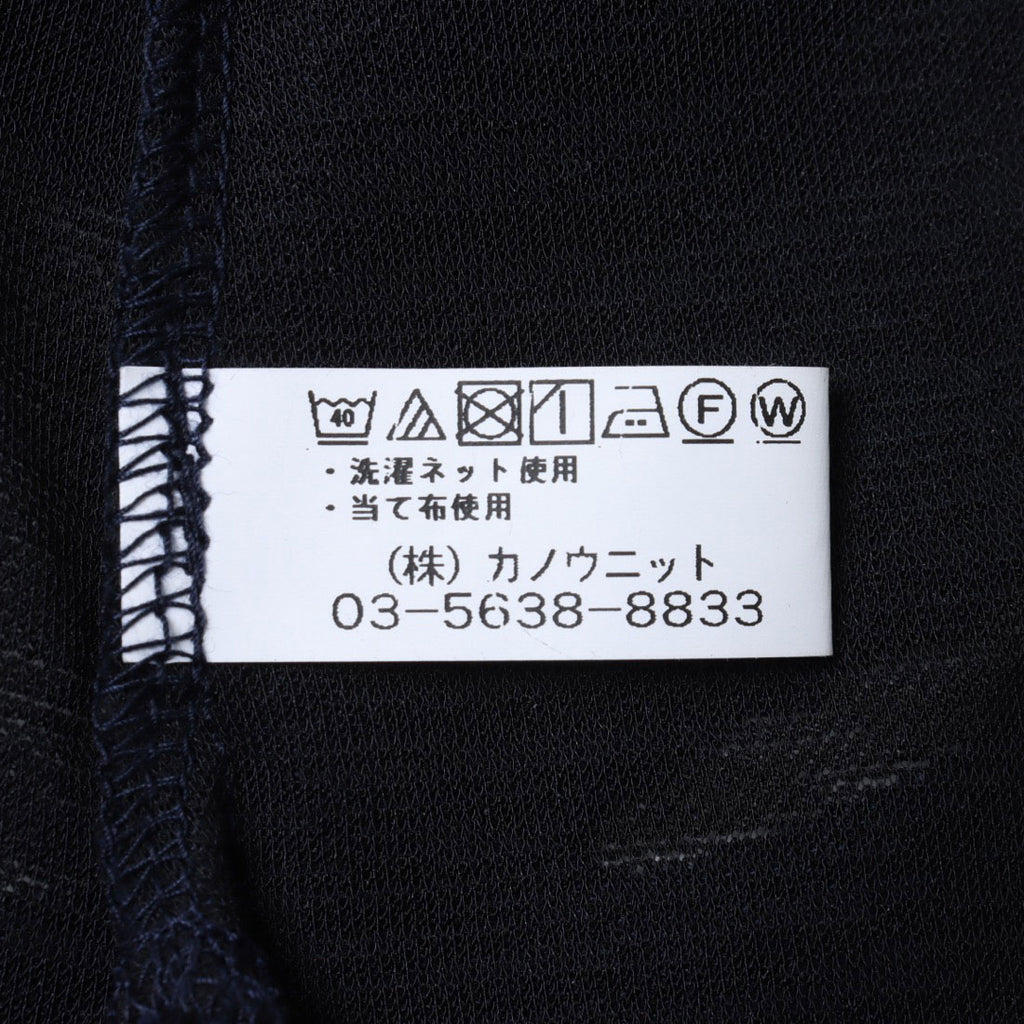 40 F W
・洗濯ネット使用
・当て布使用
(株) カノウニット
03-5638-8833